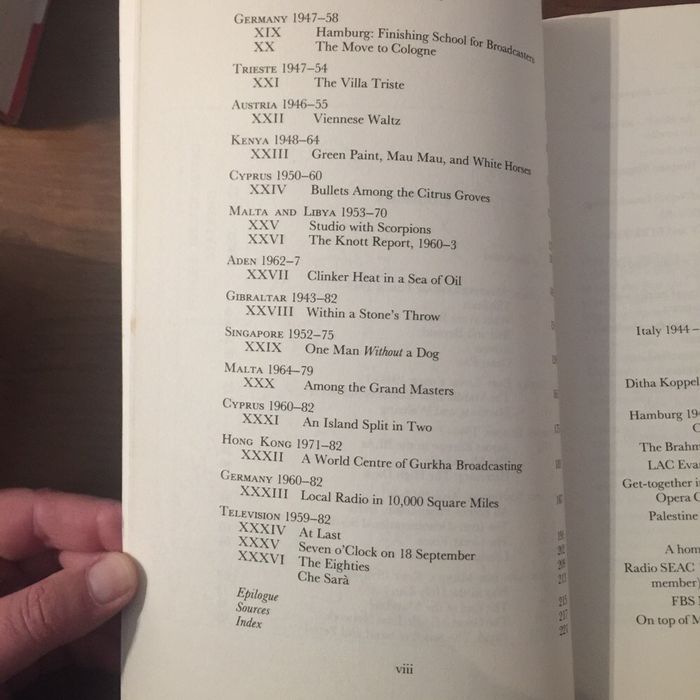 GERMANY 1947–58
XIX Hamburg: Finishing School for Broadcasters
XX The Move to Cologne
TRIESTE 1947–54
XXI The Villa Triste
AUSTRIA 1946–55
XXII Viennese Waltz
KENYA 1948–64
XXIII Green Paint, Mau Mau, and White Horses
CYPRUS 1950–60
XXIV Bullets Among the Citrus Groves
MALTA AND LIBYA 1953–70
XXV Studio with Scorpions
XXVI The Knott Report, 1960–3
ADEN 1962–7
XXVII Clinker Heat in a Sea of Oil
GIBRALTAR 1943–82
XXVIII Within a Stone's Throw
SINGAPORE 1952–75
XXIX One Man Without a Dog
MALTA 1964–79
XXX Among the Grand Masters
CYPRUS 1960–82
XXXI An Island Split in Two
HONG KONG 1971–82
XXXII A World Centre of Gurkha Broadcasting
GERMANY 1960–82
XXXIII Local Radio in 10,000 Square Miles
TELEVISION 1959–82
XXXIV At Last
XXXV Seven o'Clock on 18 September
XXXVI The Eighties
Che Sarà
Epilogue 215
Sources 217
Index
viii
Italy 1944–
Ditha Koppel
Hamburg 19
The Brahm
LAC Eva
Get-together i
Opera C
Palestine
A hom
Radio SEAC
member)
FBS
On top of M